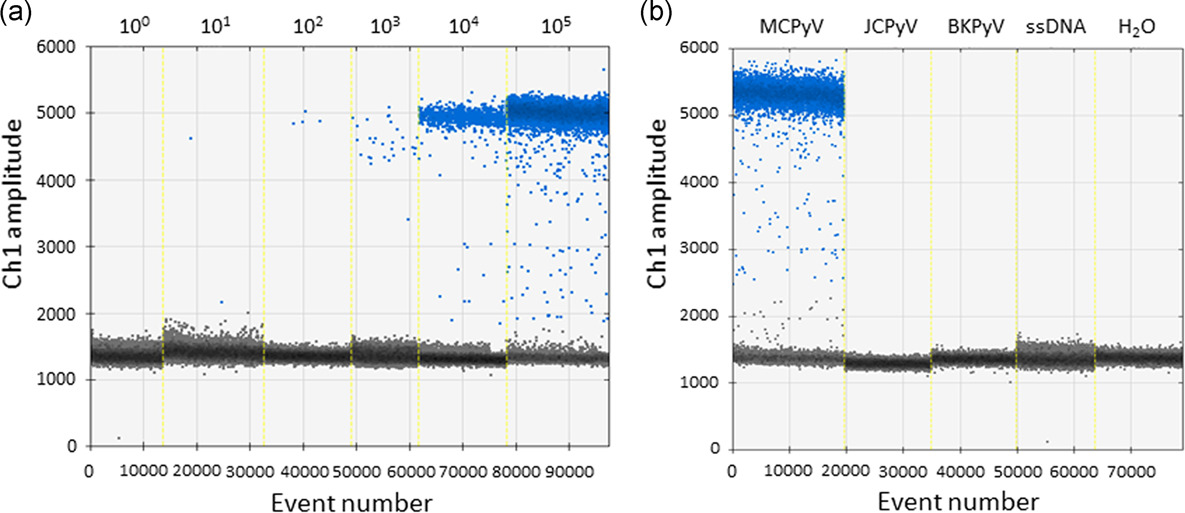 (a)
10⁰ 10¹ 10² 10³ 10⁴ 10⁵
6000
5000
4000
3000
2000
1000
0
Ch1 amplitude
0 10000 20000 30000 40000 50000 60000 70000 80000 90000
Event number
(b)
MCPyV JCPyV BKPyV ssDNA H₂O
6000
5000
4000
3000
2000
1000
0
Ch1 amplitude
0 10000 20000 30000 40000 50000 60000 70000
Event number